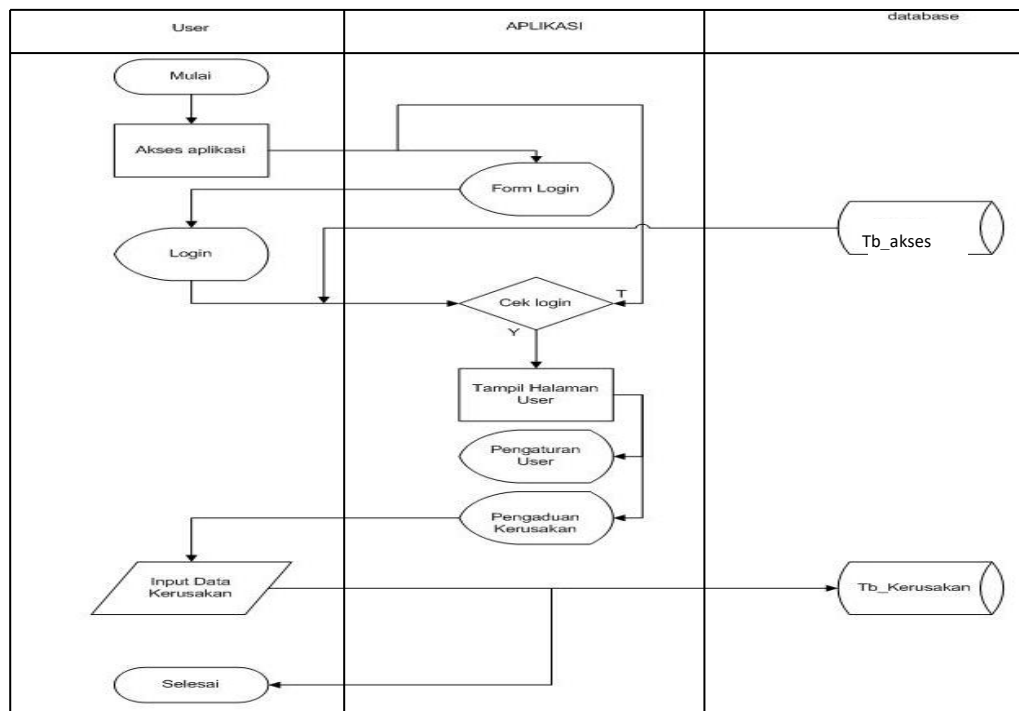 User
APLIKASI
database
Mulai
Akses aplikasi
Form Login
Login
Tb_akses
Cek login
T
Y
Tampil Halaman
User
Pengaturan
User
Pengaduan
Kerusakan
Input Data
Kerusakan
Tb_Kerusakan
Selesai